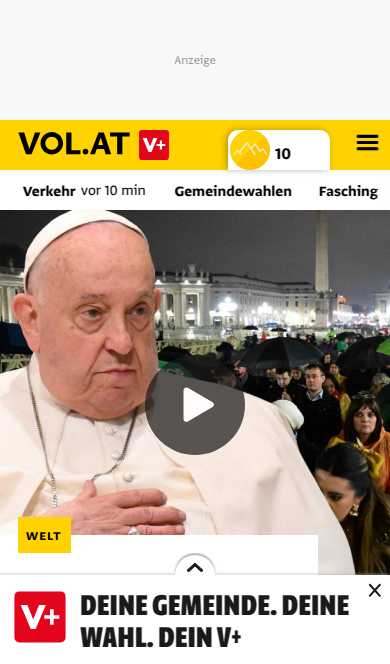 Anzeige
VOL.AT V+
10
Verkehr vor 10 min Gemeindewahlen Fasching
WELT
V+
DEINE GEMEINDE. DEINE
WAHL. DEIN V+